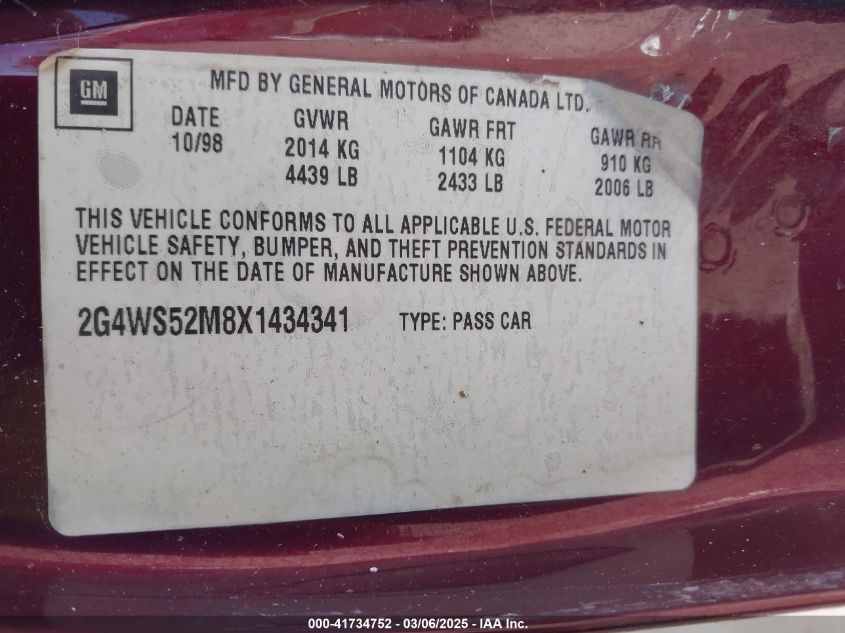 GM
MFD BY GENERAL MOTORS OF CANADA LTD.
DATE GVWR GAWR FRT GAWR RR
10/98 2014 KG 1104 KG 910 KG
4439 LB 2433 LB 2006 LB
THIS VEHICLE CONFORMS TO ALL APPLICABLE U.S. FEDERAL MOTOR
VEHICLE SAFETY, BUMPER, AND THEFT PREVENTION STANDARDS IN
EFFECT ON THE DATE OF MANUFACTURE SHOWN ABOVE.
2G4WS52M8X1434341 TYPE: PASS CAR
000-41734752 - 03/06/2025 - IAA Inc.